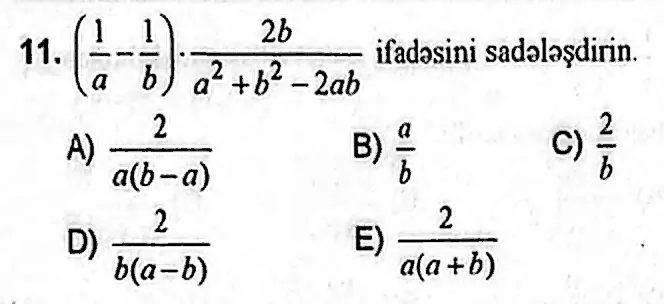 11. (1/a − 1/b) · 2b/(a² + b² − 2ab) ifadəsini sadələşdirin.
A) 2/(a(b−a)) B) a/b C) 2/b
D) 2/(b(a−b)) E) 2/(a(a+b))